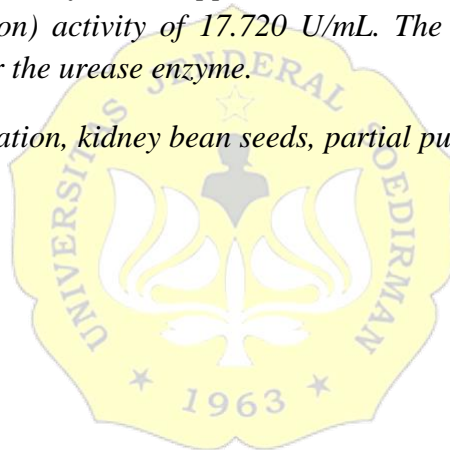 on) activity of 17.720 U/mL. The
r the urease enzyme.
ation, kidney bean seeds, partial pu
UNIVERSITAS JENDERAL SOEDIRMAN
★ 1963 ★